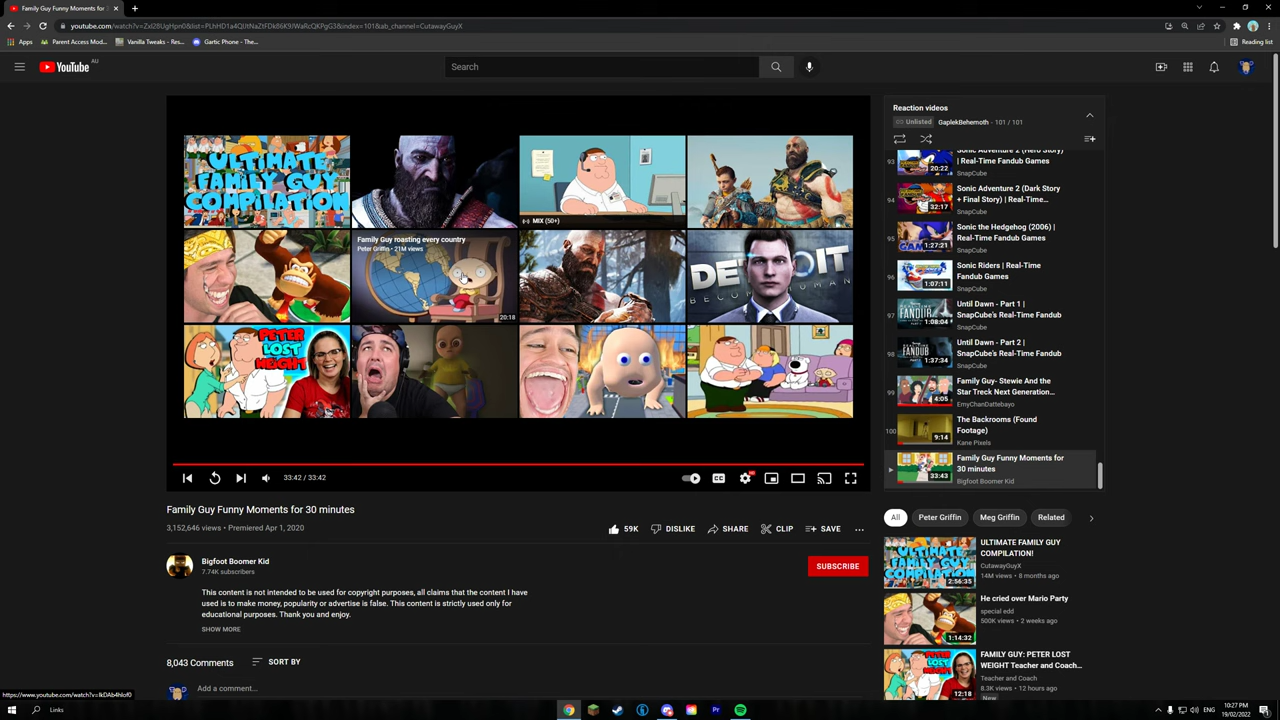 Family Guy Funny Moments for
youtube.com/watch?v=Zxl28UgHpn0&list=PLhHD1a4QlJtNaZtFDk86K9JWaRcQKPgG3&index=101&ab_channel=CutawayGuyX
Apps
Parent Access Mod...
Vanilla Tweaks - Res...
Gartic Phone - The...
Reading list
YouTube
AU
Search
ULTIMATE
FAMILY GUY
COMPILATION
MIX (50+)
Family Guy roasting every country
Peter Griffin • 21M views
20:18
DETROIT
BECOME HUMAN
PETER
LOST
WEIGHT
33:42 / 33:42
Reaction videos
Unlisted
GaplekBehemoth - 101 / 101
93
Sonic Adventure 2 (Hero Story)
| Real-Time Fandub Games
SnapCube
20:22
94
Sonic Adventure 2 (Dark Story
+ Final Story) | Real-Time...
SnapCube
32:17
95
Sonic the Hedgehog (2006) |
Real-Time Fandub Games
SnapCube
1:27:21
96
Sonic Riders | Real-Time
Fandub Games
SnapCube
1:07:11
97
Until Dawn - Part 1 |
SnapCube's Real-Time Fandub
SnapCube
1:08:04
98
Until Dawn - Part 2 |
SnapCube's Real-Time Fandub
SnapCube
1:37:34
99
Family Guy- Stewie And the
Star Treck Next Generation...
EmyChanDattebayo
4:05
100
The Backrooms (Found
Footage)
Kane Pixels
9:14
Family Guy Funny Moments for
30 minutes
Bigfoot Boomer Kid
33:43
Family Guy Funny Moments for 30 minutes
3,152,646 views • Premiered Apr 1, 2020
59K
DISLIKE
SHARE
CLIP
SAVE
Bigfoot Boomer Kid
7.74K subscribers
SUBSCRIBE
This content is not intended to be used for copyright purposes, all claims that the content I have
used is to make money, popularity or advertise is false. This content is strictly used only for
educational purposes. Thank you and enjoy.
SHOW MORE
8,043 Comments
SORT BY
Add a comment...
All
Peter Griffin
Meg Griffin
Related
ULTIMATE FAMILY GUY
COMPILATION!
CutawayGuyX
14M views • 8 months ago
2:56:35
He cried over Mario Party
special edd
500K views • 2 weeks ago
1:14:32
FAMILY GUY: PETER LOST
WEIGHT Teacher and Coach...
Teacher and Coach
8.3K views • 12 hours ago
New
12:18
https://www.youtube.com/watch?v=lkDAb4hlof0
Links
ENG
10:27 PM
19/02/2022